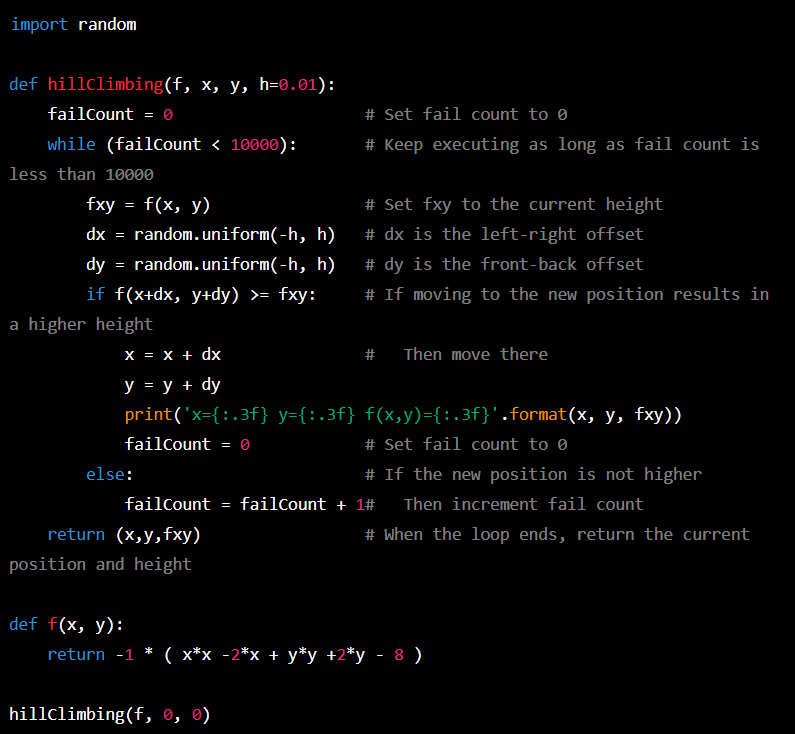 import random

def hillClimbing(f, x, y, h=0.01):
    failCount = 0                    # Set fail count to 0
    while (failCount < 10000):       # Keep executing as long as fail count is
less than 10000
        fxy = f(x, y)                # Set fxy to the current height
        dx = random.uniform(-h, h)   # dx is the left-right offset
        dy = random.uniform(-h, h)   # dy is the front-back offset
        if f(x+dx, y+dy) >= fxy:     # If moving to the new position results in
a higher height
            x = x + dx               #   Then move there
            y = y + dy
            print('x={:.3f} y={:.3f} f(x,y)={:.3f}'.format(x, y, fxy))
            failCount = 0            # Set fail count to 0
        else:                        # If the new position is not higher
            failCount = failCount + 1#   Then increment fail count
    return (x,y,fxy)                 # When the loop ends, return the current
position and height

def f(x, y):
    return -1 * ( x*x -2*x + y*y +2*y - 8 )

hillClimbing(f, 0, 0)